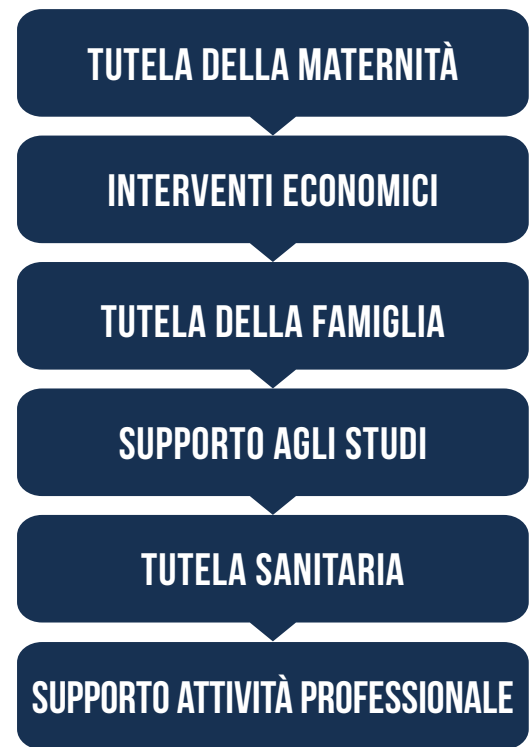 TUTELA DELLA MATERNITÀ
INTERVENTI ECONOMICI
TUTELA DELLA FAMIGLIA
SUPPORTO AGLI STUDI
TUTELA SANITARIA
SUPPORTO ATTIVITÀ PROFESSIONALE